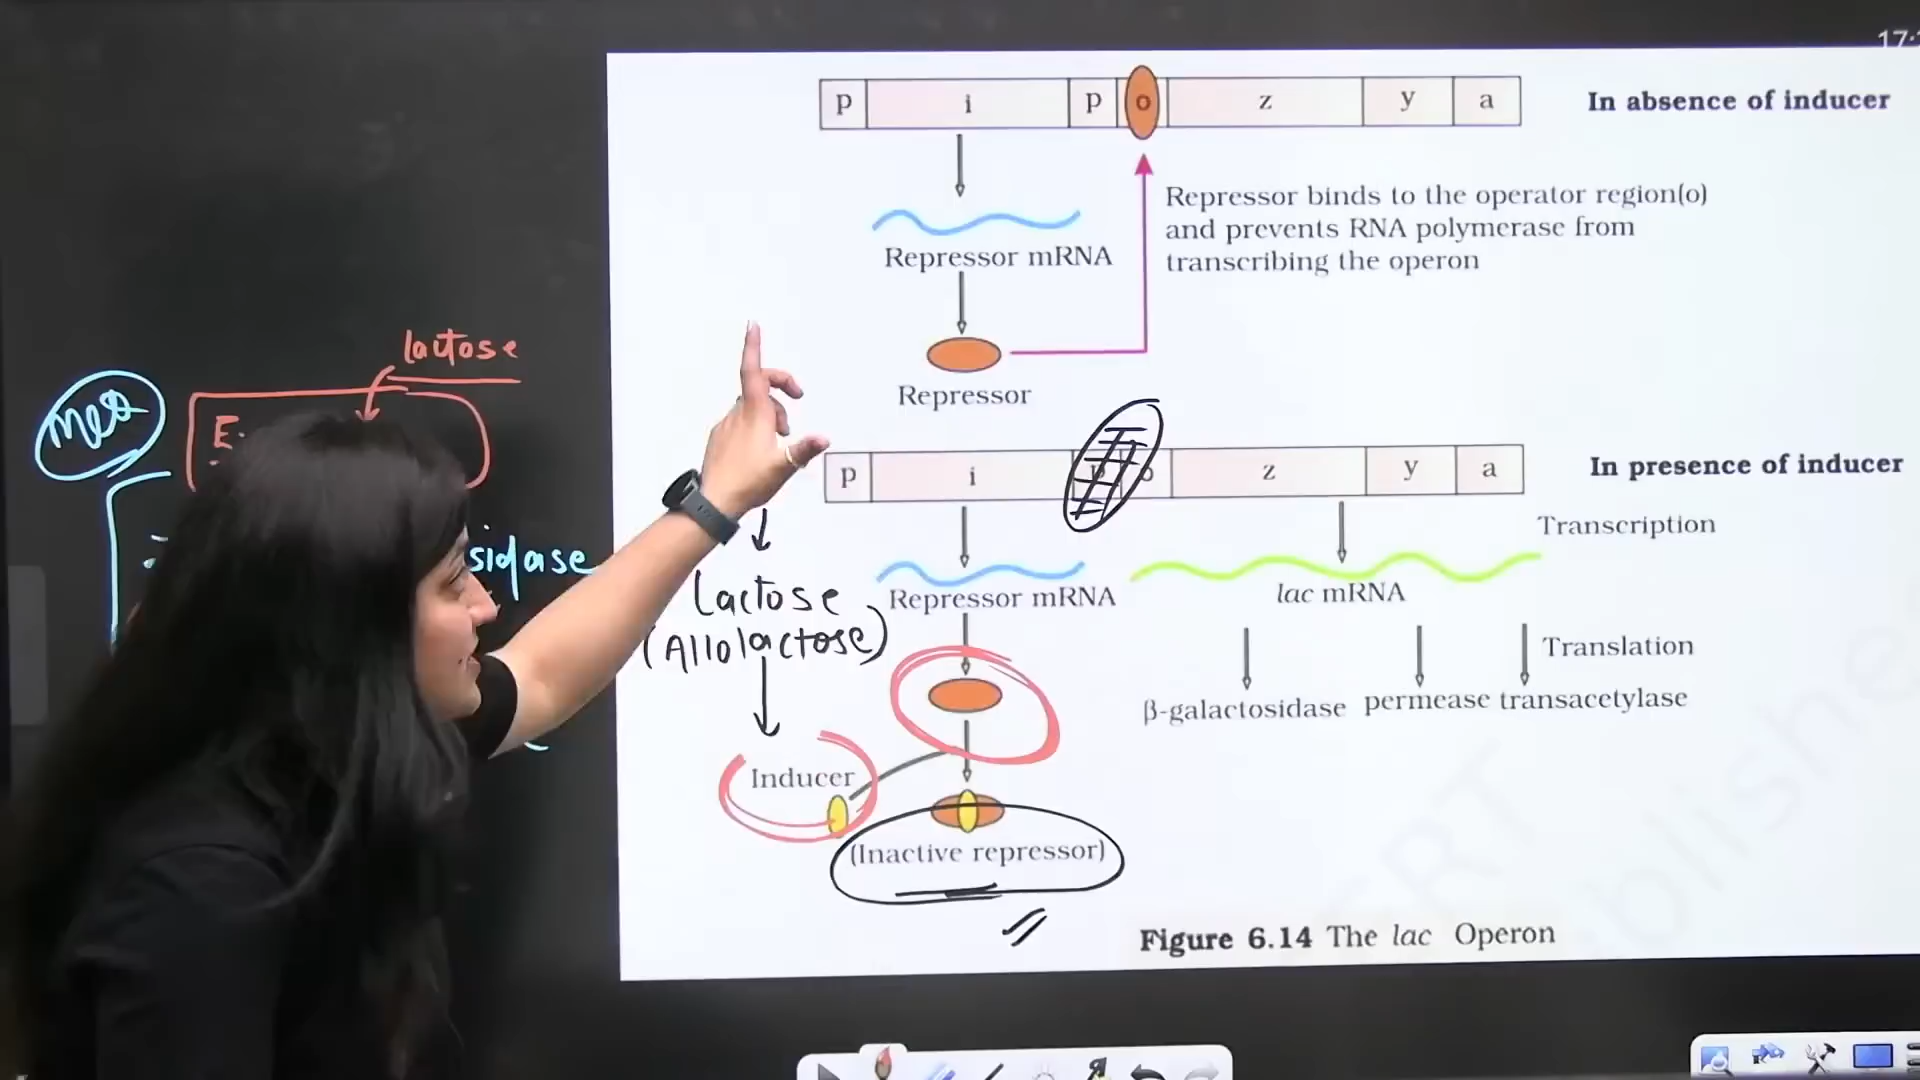 17:
p i p o z y a
In absence of inducer
Repressor binds to the operator region(o)
and prevents RNA polymerase from
transcribing the operon
Repressor mRNA
Repressor
lactose
E.
p i p o z y a
In presence of inducer
Transcription
sidase
Lactose
(Allolactose)
Repressor mRNA
lac mRNA
Translation
β-galactosidase permease transacetylase
Inducer
(Inactive repressor)
Figure 6.14 The lac Operon